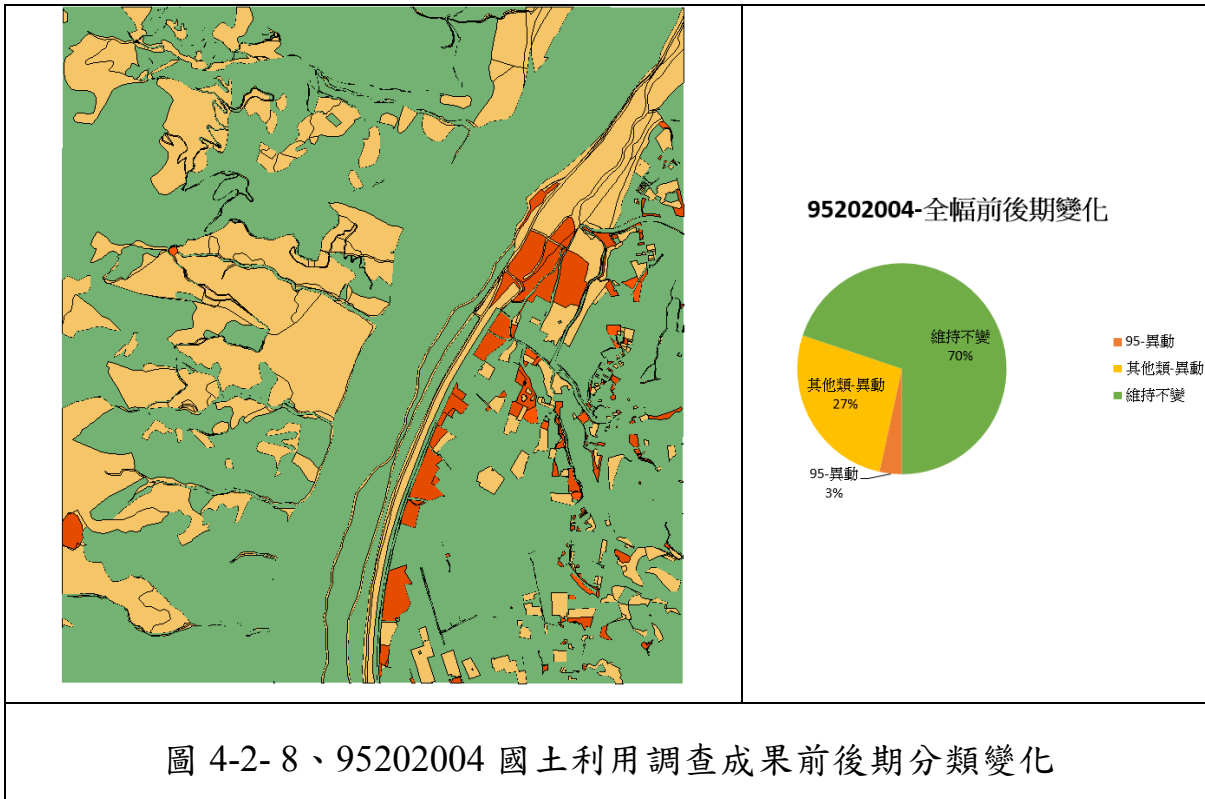 95202004-全幅前後期變化
維持不變
70%
其他類-異動
27%
95-異動
3%
95-異動
其他類-異動
維持不變
圖 4-2- 8、95202004 國土利用調查成果前後期分類變化